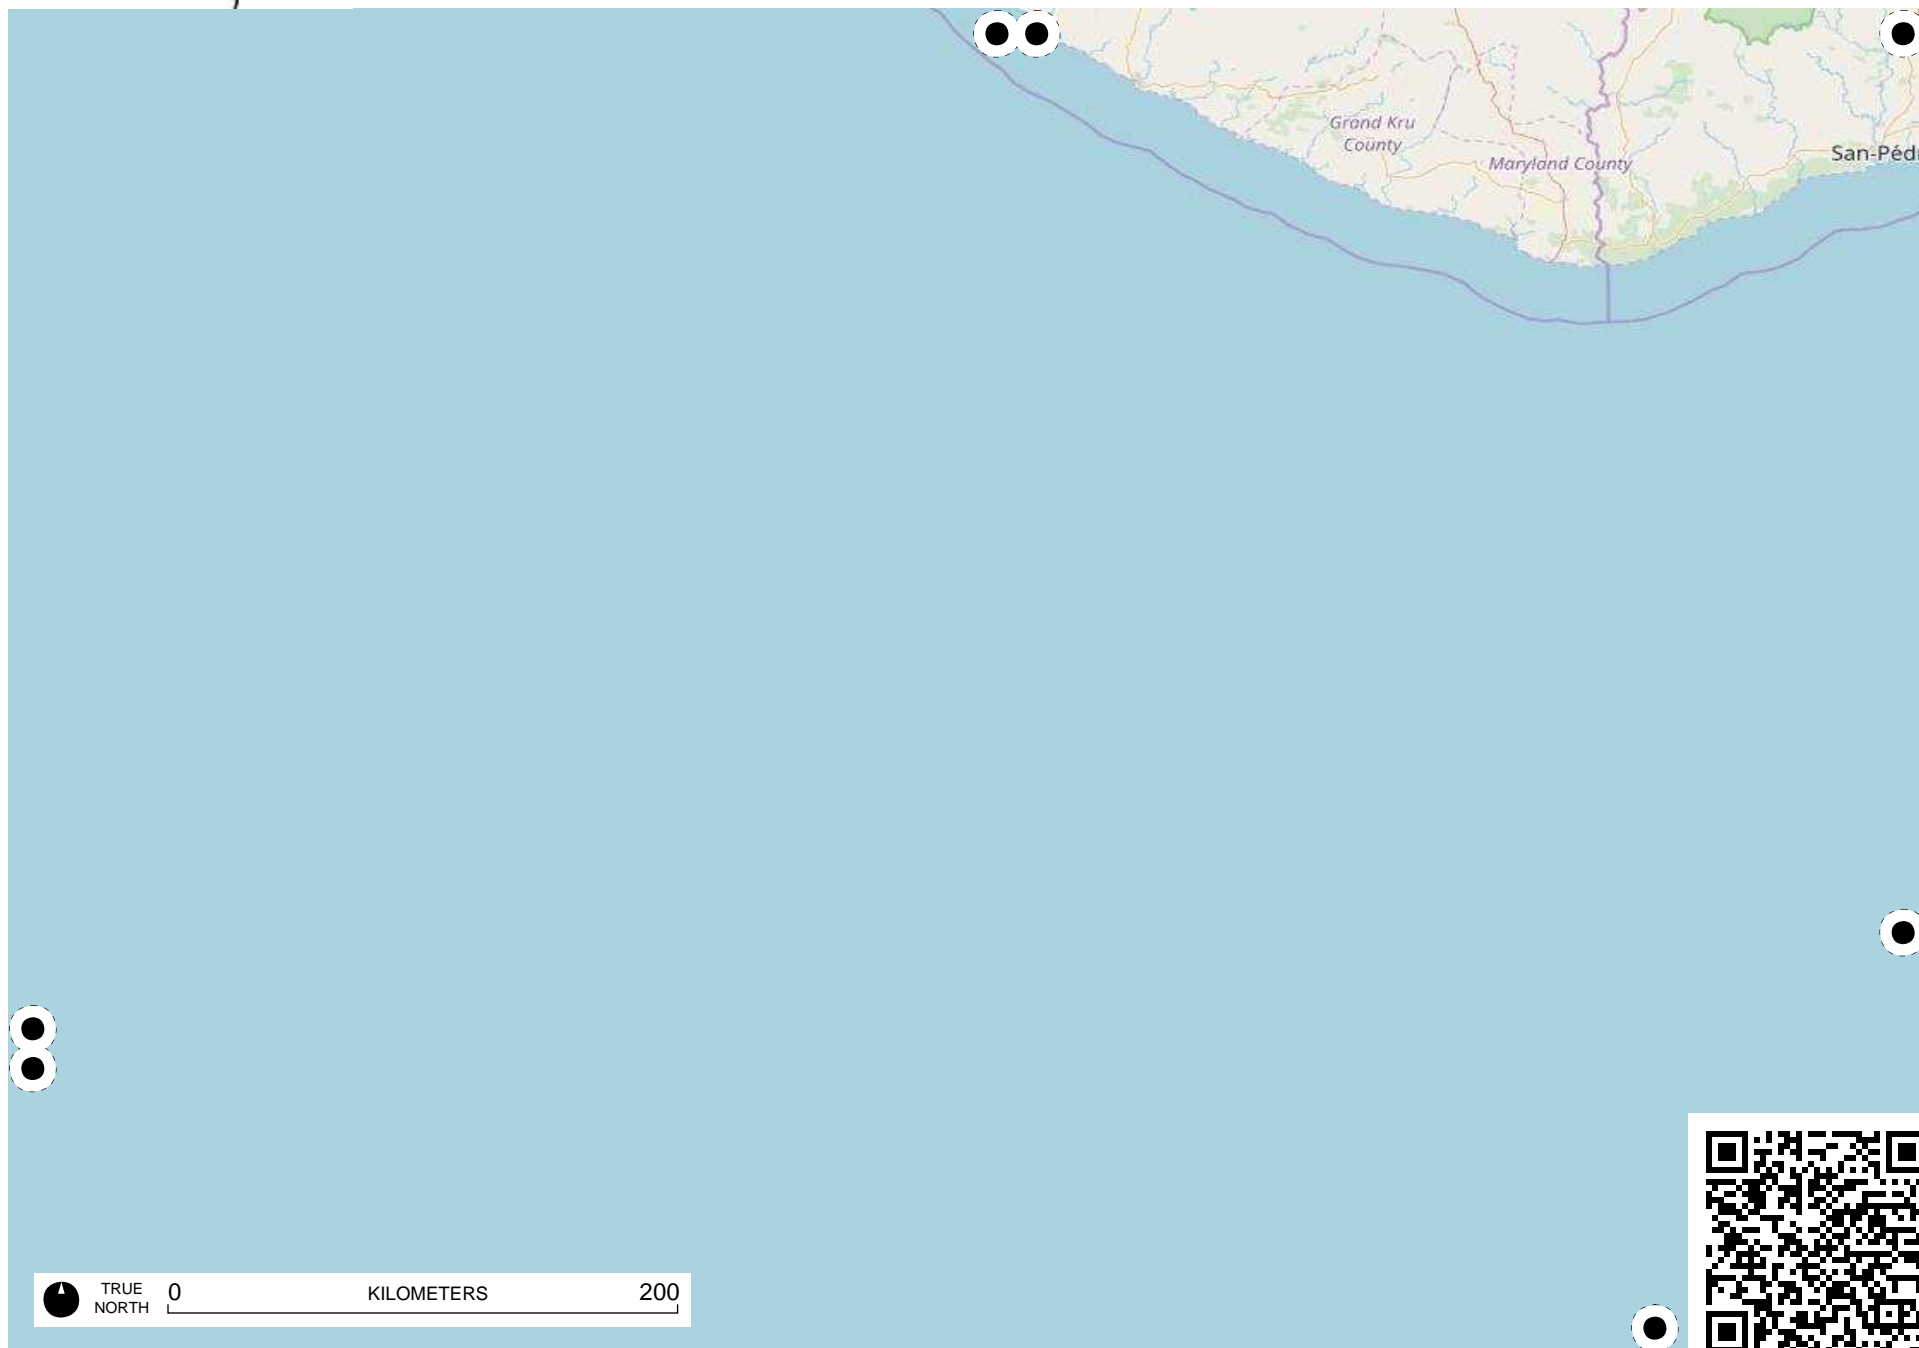 Grand Kru
County
Maryland County
San-Péd
TRUE
NORTH
0
KILOMETERS
200